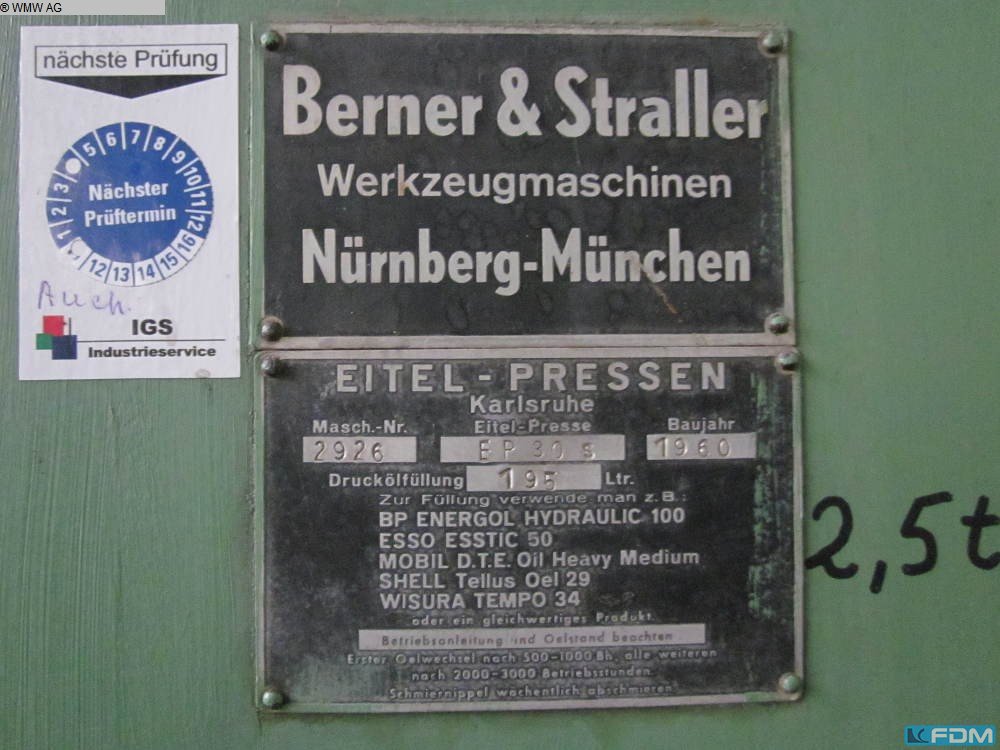 ® WMW AG
nächste Prüfung
1 2 3 5 6 7 8 9 10 11 12
Nächster
Prüftermin
12 13 14 15 16
Auch.
IGS
Industrieservice
Berner & Straller
Werkzeugmaschinen
Nürnberg-München
EITEL-PRESSEN
Karlsruhe
Masch.-Nr. Eitel-Presse Baujahr
2926 EP 30 s 1960
Druckölfüllung 195 Ltr.
Zur Füllung verwende man z.B.:
BP ENERGOL HYDRAULIC 100
ESSO ESSTIC 50
MOBIL D.T.E. Oil Heavy Medium
SHELL Tellus Oel 29
WISURA TEMPO 34
oder ein gleichwertiges Produkt.
Betriebsanleitung und Oelstand beachten
Erster Oelwechsel nach 500-1000 Bh, alle weiteren
nach 2000-3000 Betriebsstunden.
Schmiernippel wöchentlich abschmieren
2,5t
FDM